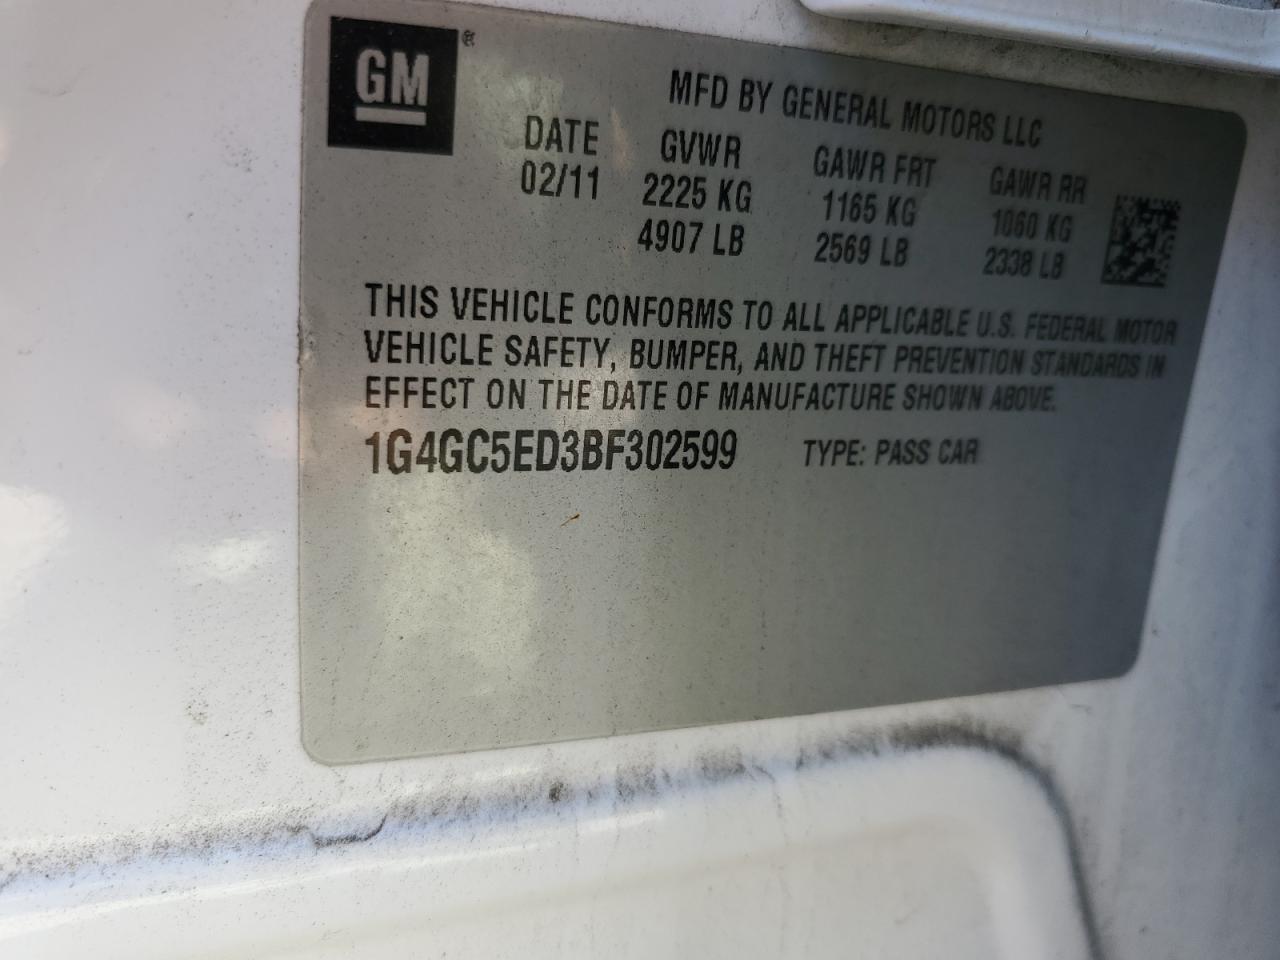 GM®
MFD BY GENERAL MOTORS LLC
DATE GVWR GAWR FRT GAWR RR
02/11 2225 KG 1165 KG 1060 KG
4907 LB 2569 LB 2338 LB
THIS VEHICLE CONFORMS TO ALL APPLICABLE U.S. FEDERAL MOTOR
VEHICLE SAFETY, BUMPER, AND THEFT PREVENTION STANDARDS IN
EFFECT ON THE DATE OF MANUFACTURE SHOWN ABOVE.
1G4GC5ED3BF302599 TYPE: PASS CAR